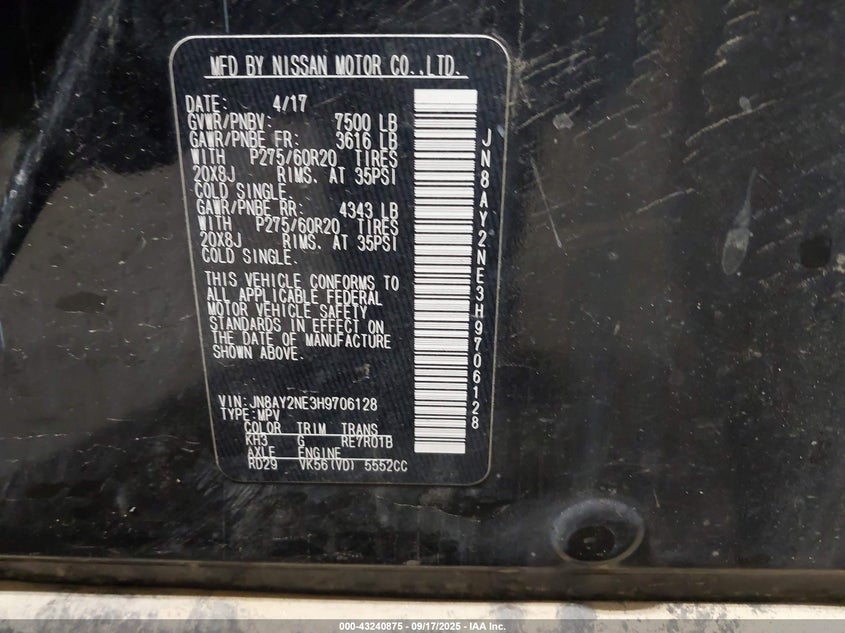 MFD BY NISSAN MOTOR CO.,LTD.
DATE: 4/17
GVWR/PNBV: 7500 LB
GAWR/PNBE FR: 3616 LB
WITH P275/60R20 TIRES
20X8J RIMS. AT 35PSI
COLD SINGLE.
GAWR/PNBE RR: 4343 LB
WITH P275/60R20 TIRES
20X8J RIMS. AT 35PSI
COLD SINGLE.
THIS VEHICLE CONFORMS TO
ALL APPLICABLE FEDERAL
MOTOR VEHICLE SAFETY
STANDARDS IN EFFECT ON
THE DATE OF MANUFACTURE
SHOWN ABOVE.
VIN:JN8AY2NE3H9706128
TYPE:MPV
COLOR TRIM TRANS
KH3 G RE7R01B
AXLE ENGINE
RD29 VK56(VD) 5552CC
JN8AY2NE3H9706128
000-43240875 - 09/17/2025 - IAA Inc.